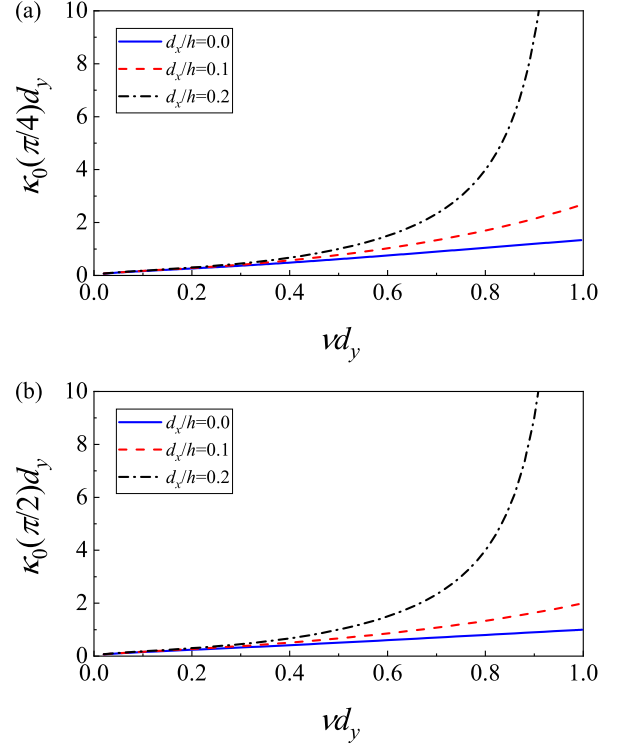 (a)
κ₀(π/4)d_y
10
8
6
4
2
0
d_x/h=0.0
d_x/h=0.1
d_x/h=0.2
0.0 0.2 0.4 0.6 0.8 1.0
νd_y
(b)
κ₀(π/2)d_y
10
8
6
4
2
0
d_x/h=0.0
d_x/h=0.1
d_x/h=0.2
0.0 0.2 0.4 0.6 0.8 1.0
νd_y